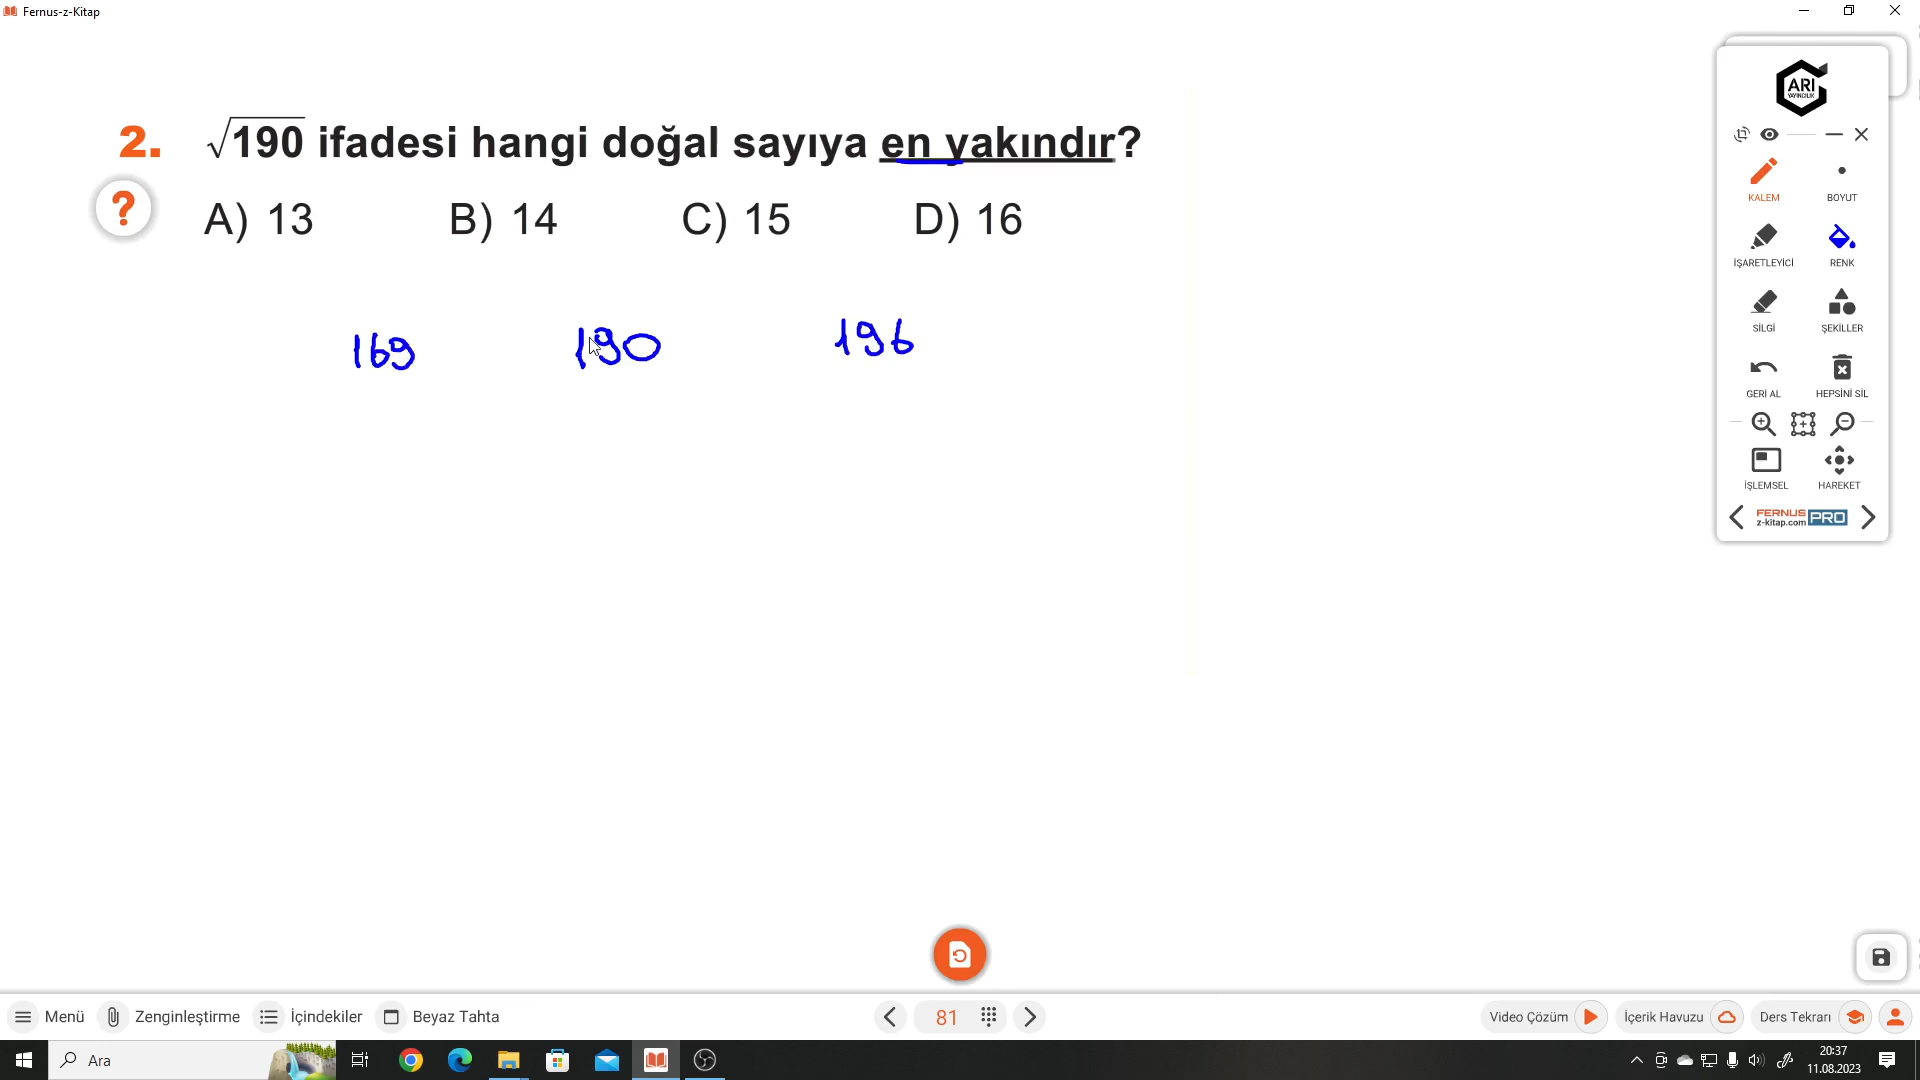 Fernus-z-Kitap
2. √190 ifadesi hangi doğal sayıya en yakındır?
?
A) 13 B) 14 C) 15 D) 16
169 190 196
ARI
YAYINCILIK
KALEM BOYUT
İŞARETLEYİCİ RENK
SİLGİ ŞEKİLLER
GERİ AL HEPSİNİ SİL
İŞLEMSEL HAREKET
FERNUS
z-kitap.com PRO
Menü Zenginleştirme İçindekiler Beyaz Tahta 81 Video Çözüm İçerik Havuzu Ders Tekrarı
Ara
20:37
11.08.2023